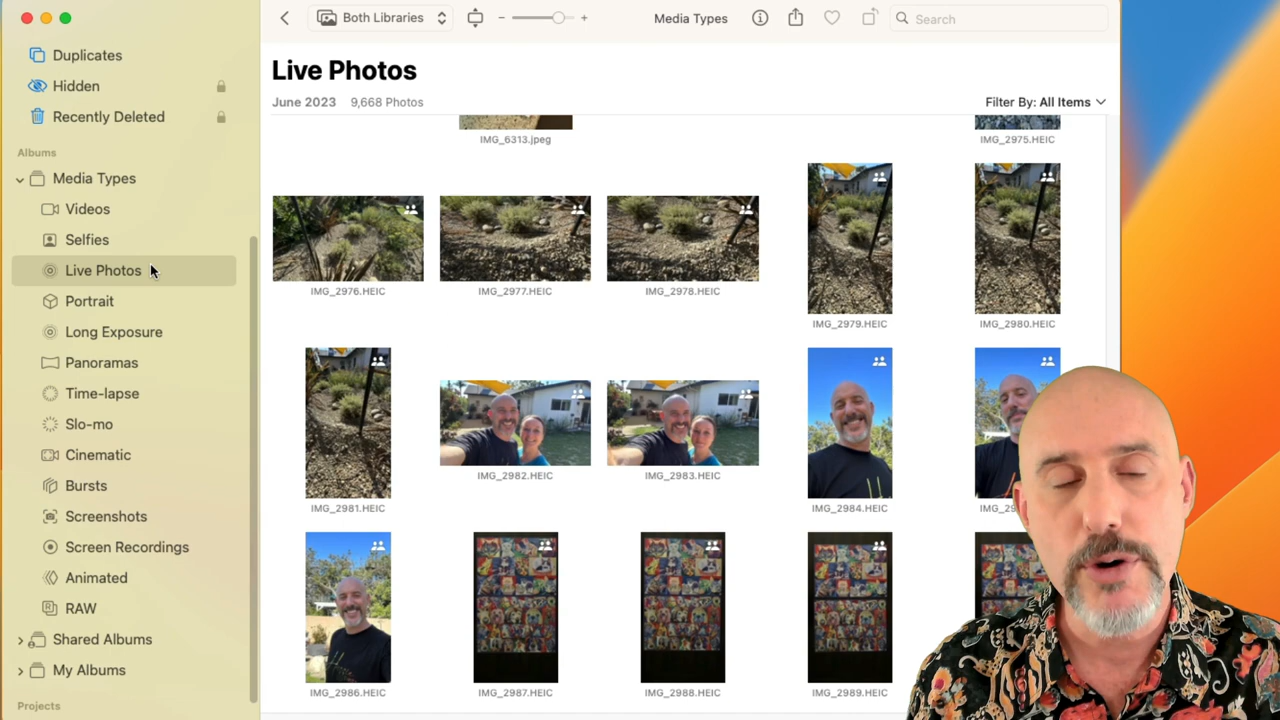 Both Libraries
Media Types
Search
Duplicates
Hidden
Recently Deleted
Albums
Media Types
Videos
Selfies
Live Photos
Portrait
Long Exposure
Panoramas
Time-lapse
Slo-mo
Cinematic
Bursts
Screenshots
Screen Recordings
Animated
RAW
Shared Albums
My Albums
Projects
Live Photos
June 2023 9,668 Photos
Filter By: All Items
IMG_6313.jpeg IMG_2975.HEIC
IMG_2976.HEIC IMG_2977.HEIC IMG_2978.HEIC
IMG_2979.HEIC IMG_2980.HEIC
IMG_2982.HEIC IMG_2983.HEIC
IMG_2981.HEIC IMG_2984.HEIC
IMG_2986.HEIC IMG_2987.HEIC IMG_2988.HEIC IMG_2989.HEIC